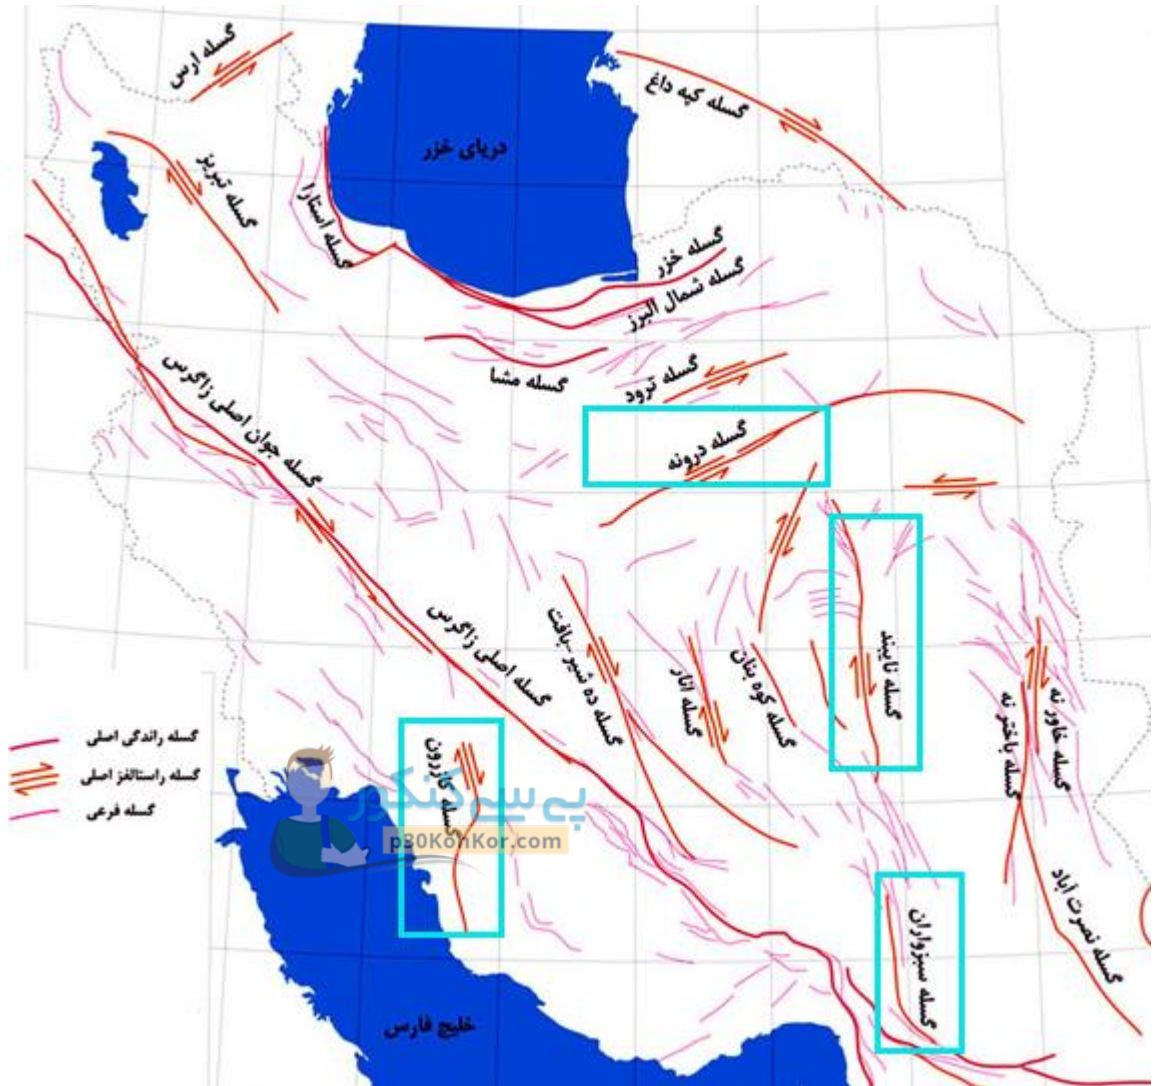 گسله ارس
گسله کپه داغ
دریای خزر
گسله تبریز
گسله آستارا
گسله خزر
گسله شمال البرز
گسله مشا
گسله ترود
گسله درونه
گسله جوان اصلی زاگرس
گسله اصلی زاگرس
گسله ده شیر -بافت
گسله انار
گسله کوه بنان
گسله نایبند
گسله باختر نه
گسله خاور نه
گسله راندگی اصلی
گسله راستالغز اصلی
گسله فرعی
گسله کازرون
پی سی کنکور
p30KonKor.com
گسله نصرت آباد
گسله سبزواران
خلیج فارس